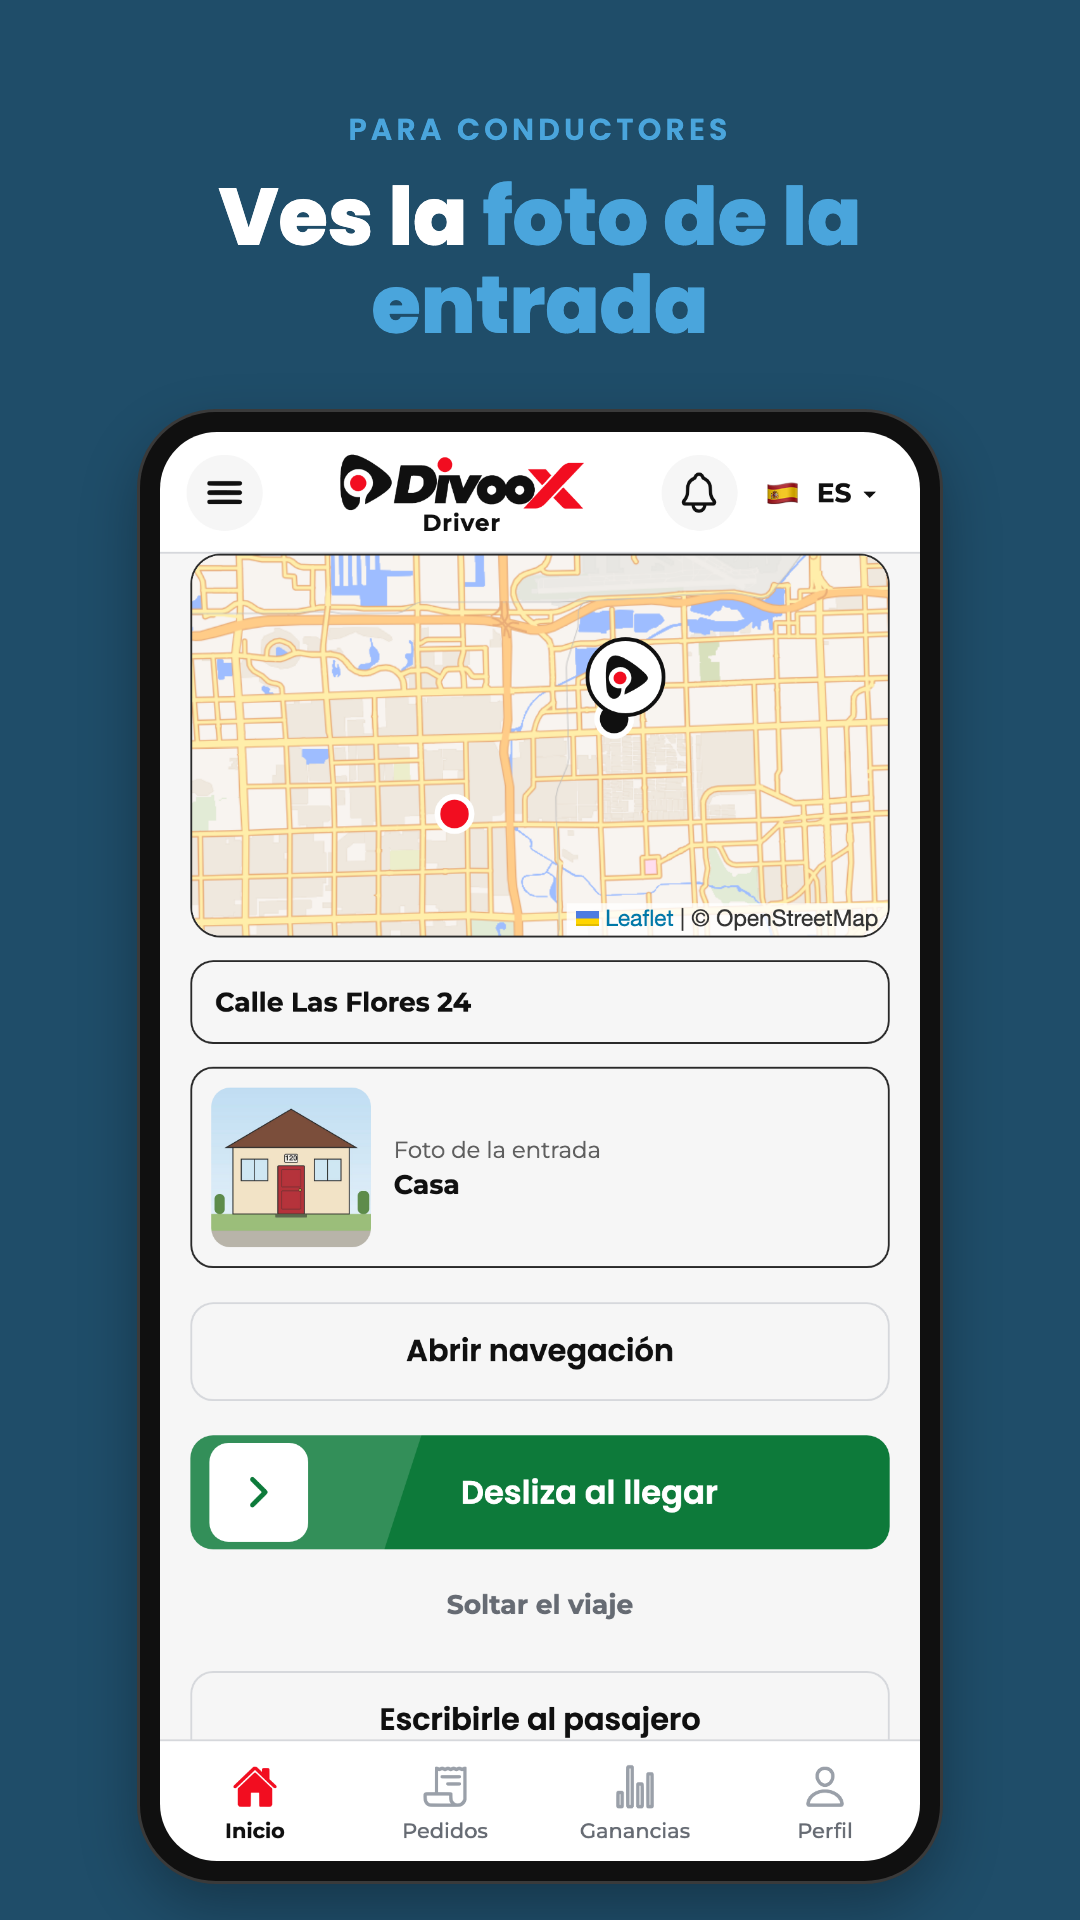 PARA CONDUCTORES
Ves la foto de la
entrada
DivooX
Driver
ES
Leaflet | © OpenStreetMap
Calle Las Flores 24
120
Foto de la entrada
Casa
Abrir navegación
Desliza al llegar
Soltar el viaje
Escribirle al pasajero
Inicio
Pedidos
Ganancias
Perfil